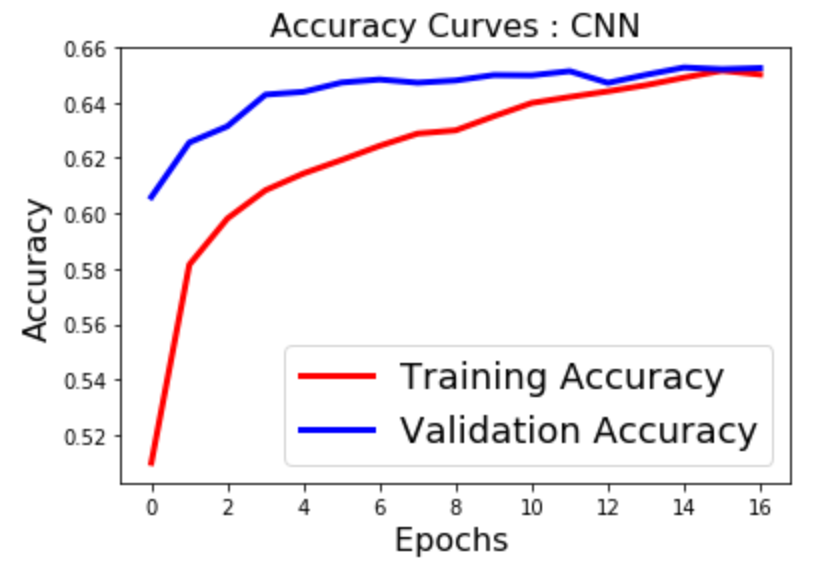 Accuracy Curves : CNN
0.66
0.64
0.62
0.60
0.58
0.56
0.54
0.52
Accuracy
Training Accuracy
Validation Accuracy
0 2 4 6 8 10 12 14 16
Epochs